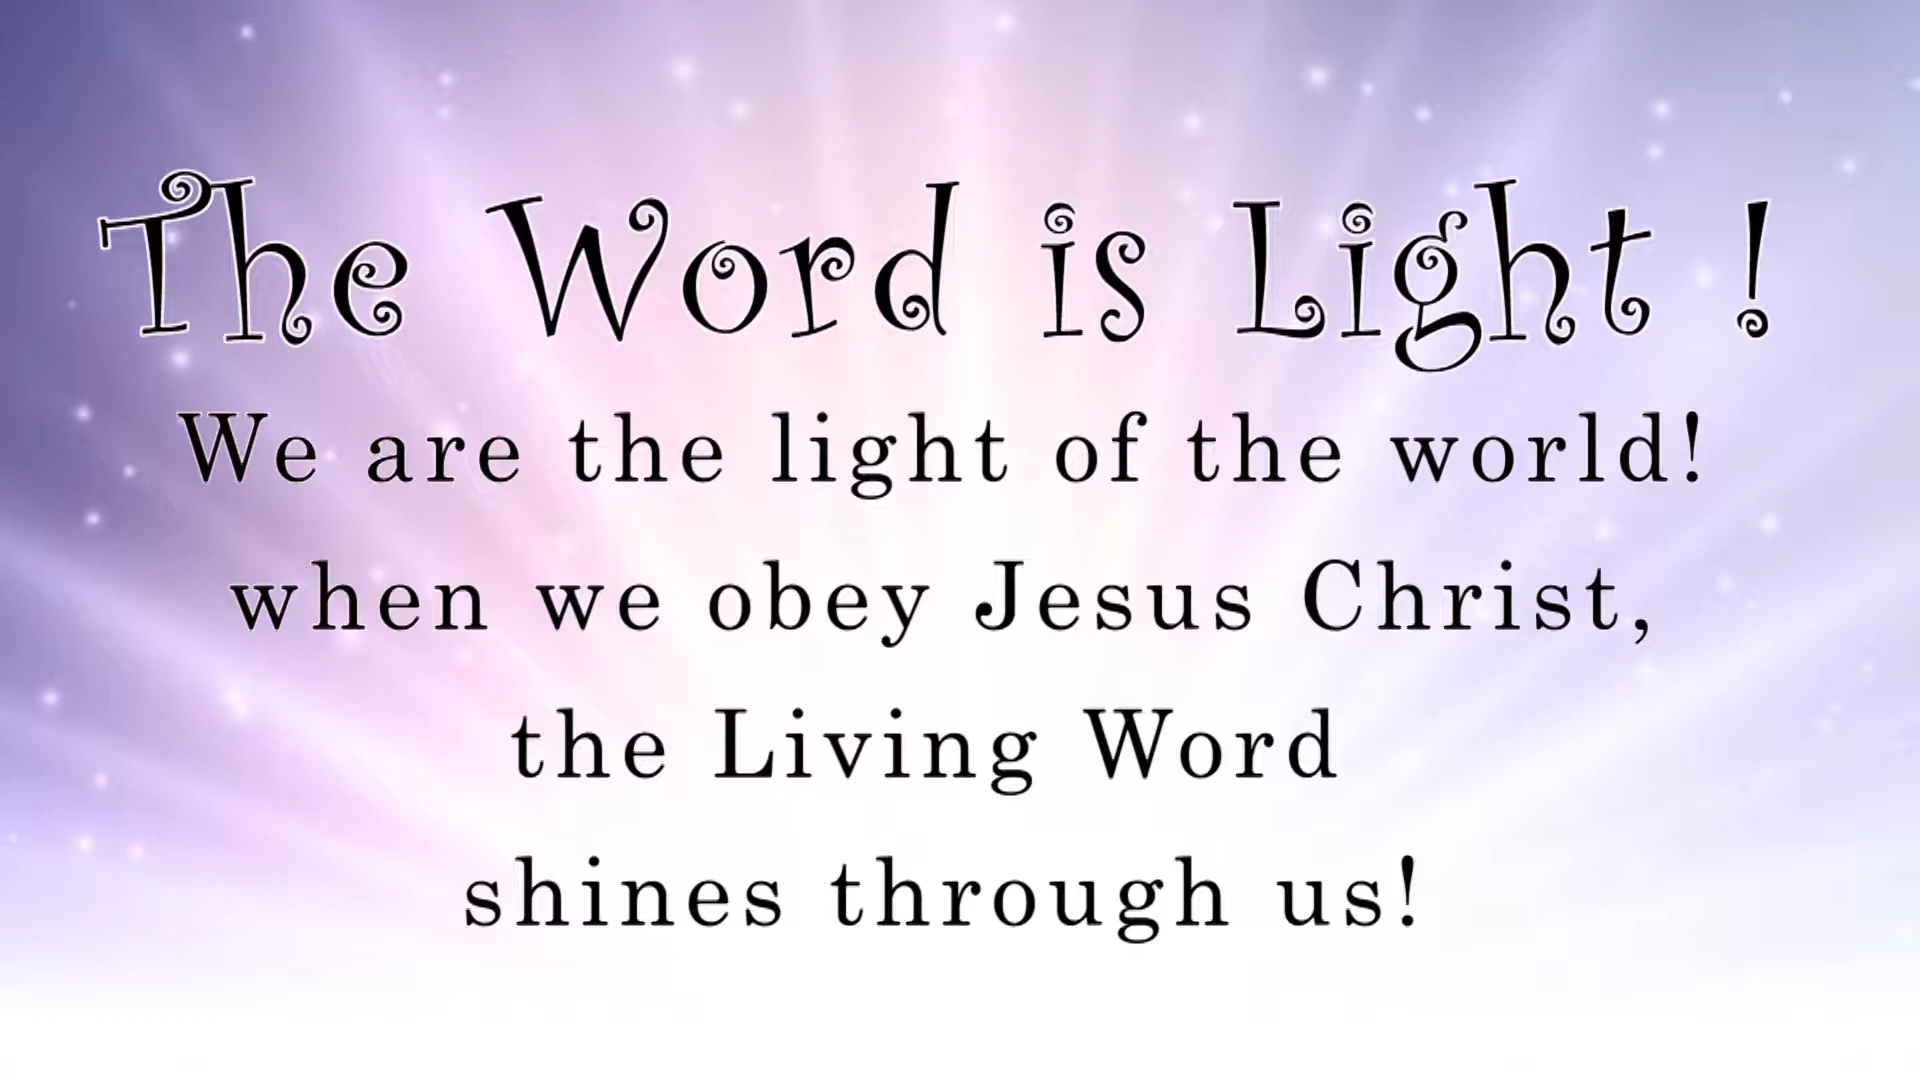 The Word is Light !
We are the light of the world!
when we obey Jesus Christ,
the Living Word
shines through us!